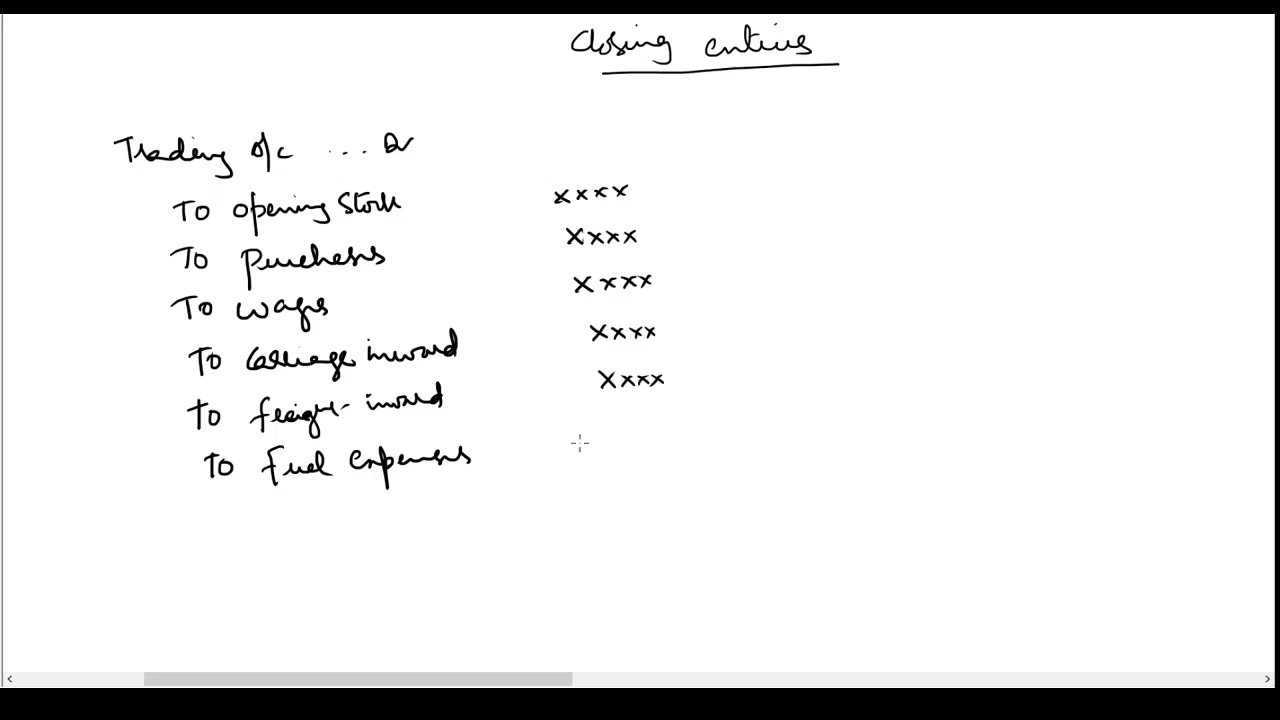 Closing entries
Trading a/c ... Dr
To opening Stock xxxx
To Purchases xxxx
To wages xxxx
To Carriage inward xxxx
To freight inward xxxx
To Fuel expenses